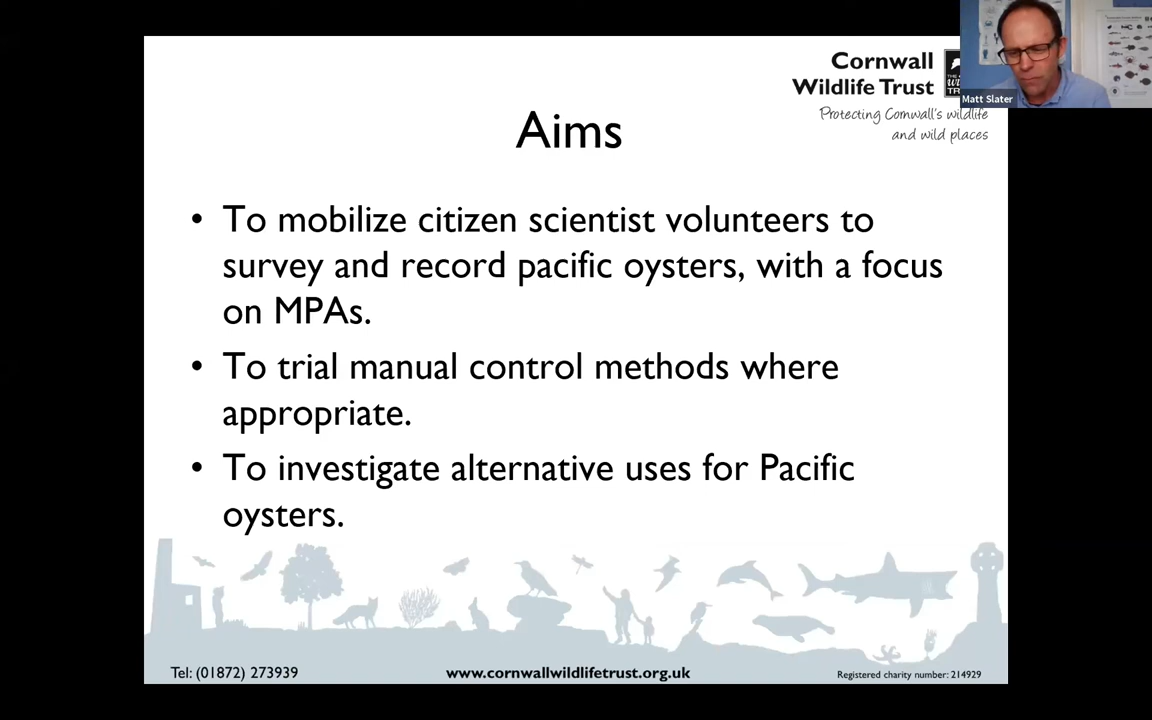 Cornwall
Wildlife Trust
Matt Slater
Protecting Cornwall's wildlife
and wild places
Aims
• To mobilize citizen scientist volunteers to
survey and record pacific oysters, with a focus
on MPAs.
• To trial manual control methods where
appropriate.
• To investigate alternative uses for Pacific
oysters.
Tel: (01872) 273939
www.cornwallwildlifetrust.org.uk
Registered charity number: 214929